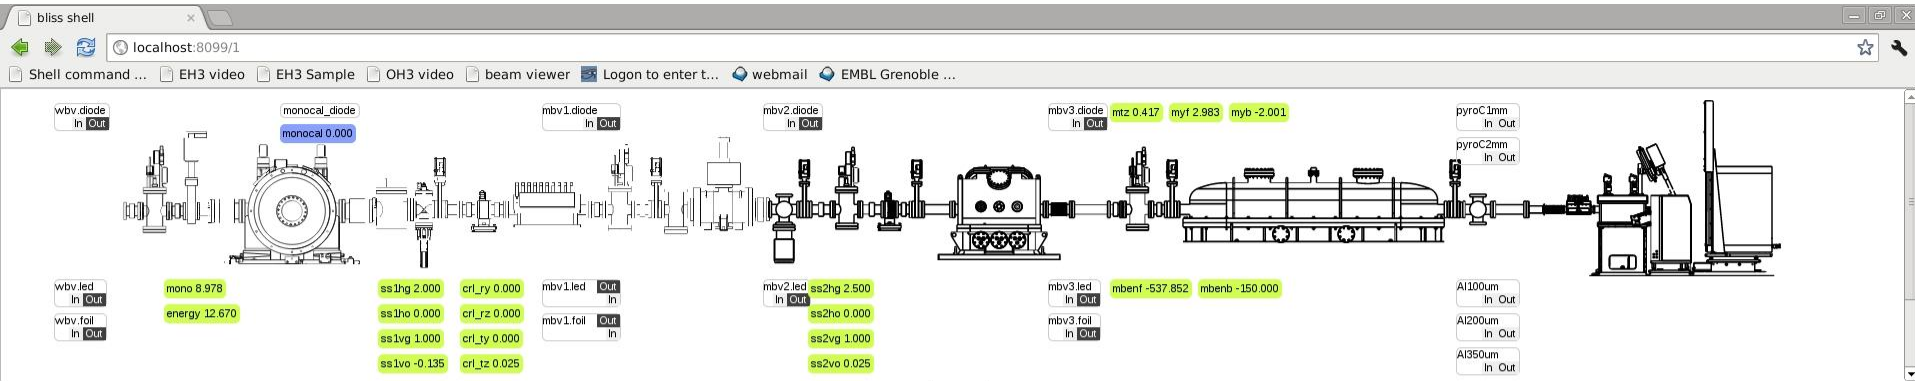 bliss shell
localhost:8099/1
Shell command ... EH3 video EH3 Sample OH3 video beam viewer Logon to enter t... webmail EMBL Grenoble ...
wbv.diode
In Out
monocal_diode
monocal 0.000
mbv1.diode
In Out
mbv2.diode
In Out
mbv3.diode
In Out
mtz 0.417 myf 2.983 myb -2.001
pyroC1mm
In Out
pyroC2mm
In Out
wbv.led
In Out
wbv.foil
In Out
mono 8.978
energy 12.670
ss1hg 2.000
ss1ho 0.000
ss1vg 1.000
ss1vo -0.135
crl_ry 0.000
crl_rz 0.000
crl_ty 0.000
crl_tz 0.025
mbv1.led Out
In
mbv1.foil Out
In
mbv2.led
In Out
ss2hg 2.500
ss2ho 0.000
ss2vg 1.000
ss2vo 0.025
mbv3.led
In Out
mbv3.foil
In Out
mbenf -537.852 mbenb -150.000
Al100um
In Out
Al200um
In Out
Al350um
In Out